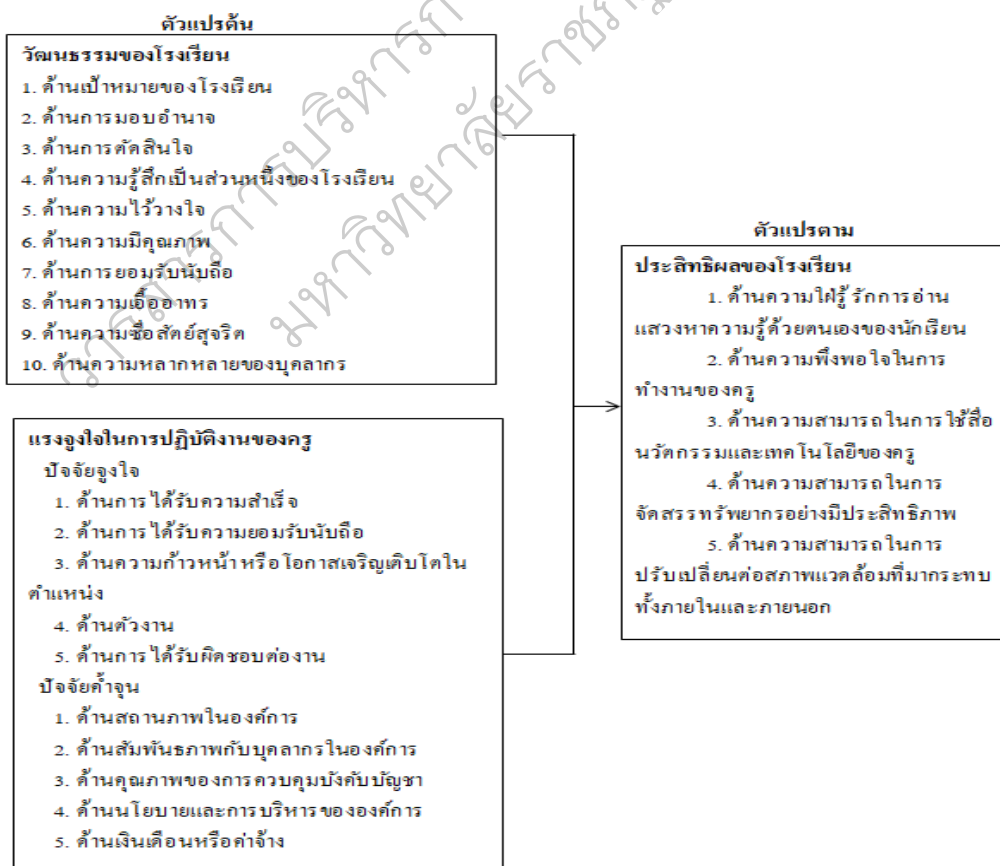 ตัวแปรต้น
วัฒนธรรมของโรงเรียน
1. ด้านเป้าหมายของโรงเรียน
2. ด้านการมอบอำนาจ
3. ด้านการตัดสินใจ
4. ด้านความรู้สึกเป็นส่วนหนึ่งของโรงเรียน
5. ด้านความไว้วางใจ
6. ด้านความมีคุณภาพ
7. ด้านการยอมรับนับถือ
8. ด้านความเอื้ออาทร
9. ด้านความซื่อสัตย์สุจริต
10. ด้านความหลากหลายของบุคลากร
แรงจูงใจในการปฏิบัติงานของครู
ปัจจัยจูงใจ
1. ด้านการได้รับความสำเร็จ
2. ด้านการได้รับความยอมรับนับถือ
3. ด้านความก้าวหน้าหรือโอกาสเจริญเติบโตใน
ตำแหน่ง
4. ด้านตัวงาน
5. ด้านการได้รับผิดชอบต่องาน
ปัจจัยค้ำจุน
1. ด้านสถานภาพในองค์การ
2. ด้านสัมพันธภาพกับบุคลากรในองค์การ
3. ด้านคุณภาพของการควบคุมบังคับบัญชา
4. ด้านนโยบายและการบริหารขององค์การ
5. ด้านเงินเดือนหรือค่าจ้าง
ตัวแปรตาม
ประสิทธิผลของโรงเรียน
1. ด้านความใฝ่รู้ รักการอ่าน
แสวงหาความรู้ด้วยตนเองของนักเรียน
2. ด้านความพึงพอใจในการ
ทำงานของครู
3. ด้านความสามารถในการใช้สื่อ
นวัตกรรมและเทคโนโลยีของครู
4. ด้านความสามารถในการ
จัดสรรทรัพยากรอย่างมีประสิทธิภาพ
5. ด้านความสามารถในการ
ปรับเปลี่ยนต่อสภาพแวดล้อมที่มากระทบ
ทั้งภายในและภายนอก
วารสารการบริหารก
มหาวิทยาลัยราชภั